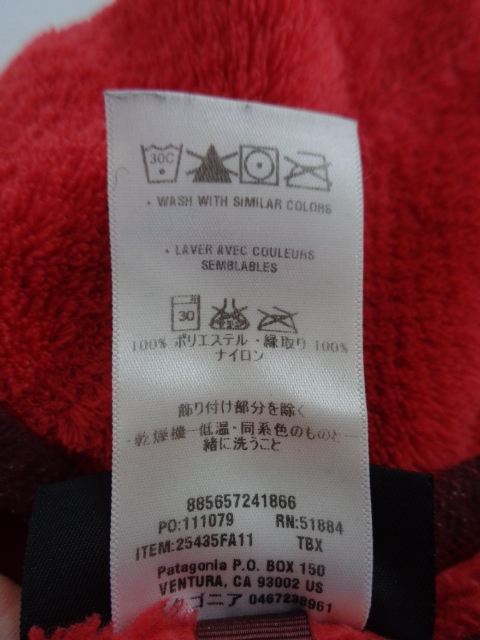 30C
• WASH WITH SIMILAR COLORS
• LAVER AVEC COULEURS
SEMBLABLES
30
100% ポリエステル・縁取り 100%
ナイロン
飾り付け部分を除く
・乾燥機－低温・同系色のものと一
緒に洗うこと
885657241866
PO:111079 RN:51884
ITEM:25435FA11 TBX
Patagonia P.O. BOX 150
VENTURA, CA 93002 US
タゴニア 0467238961